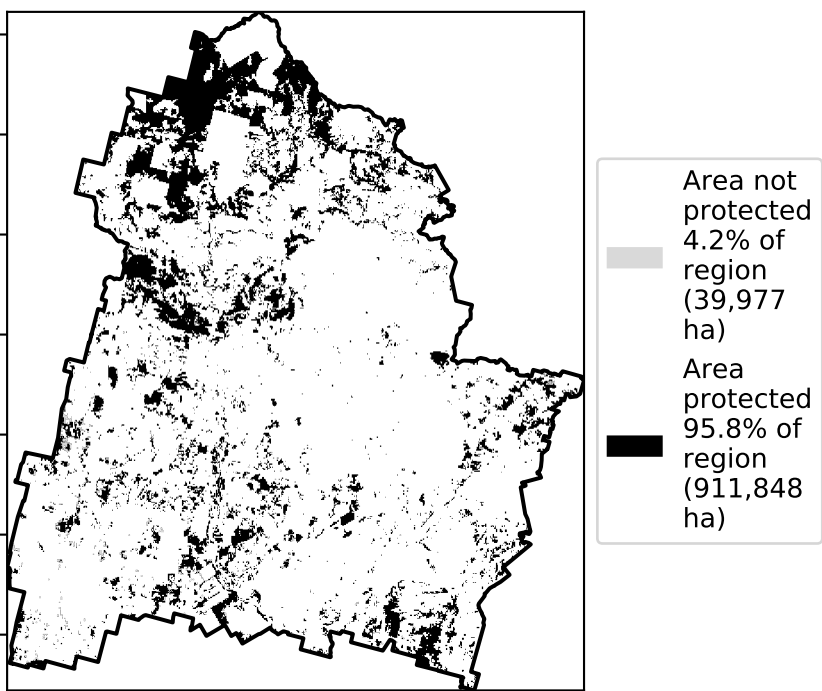 Area not
protected
4.2% of
region
(39,977
ha)
Area
protected
95.8% of
region
(911,848
ha)